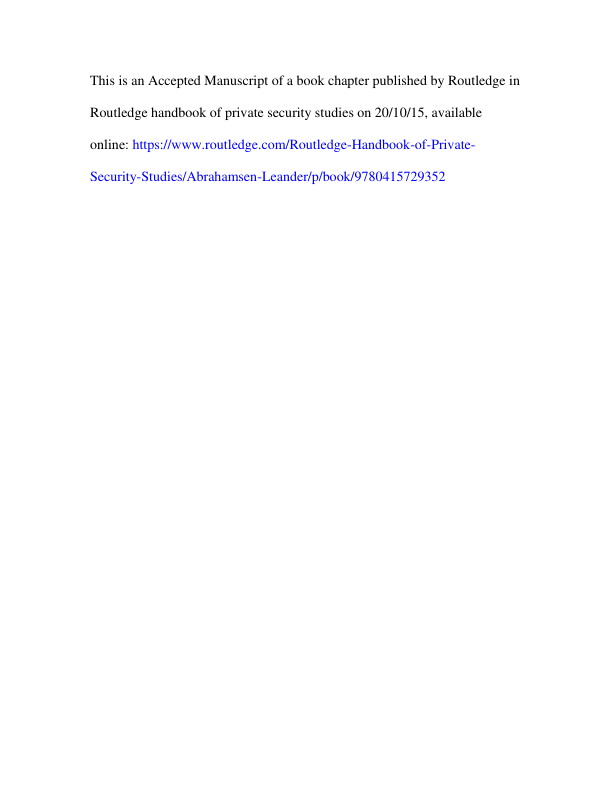 This is an Accepted Manuscript of a book chapter published by Routledge in
Routledge handbook of private security studies on 20/10/15, available
online: https://www.routledge.com/Routledge-Handbook-of-Private-
Security-Studies/Abrahamsen-Leander/p/book/9780415729352